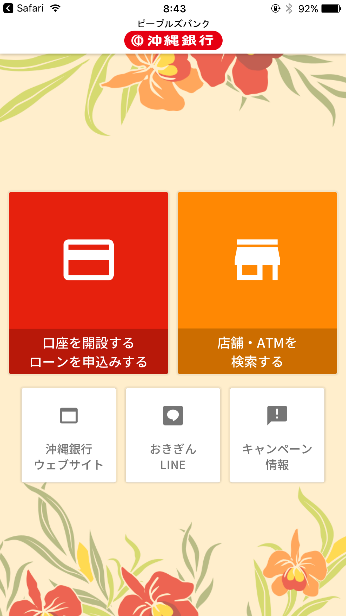 Safari
8:43
92%
ピープルズバンク
沖縄銀行
口座を開設する
ローンを申込みする
店舗・ATMを
検索する
沖縄銀行
ウェブサイト
おきぎん
LINE
キャンペーン
情報